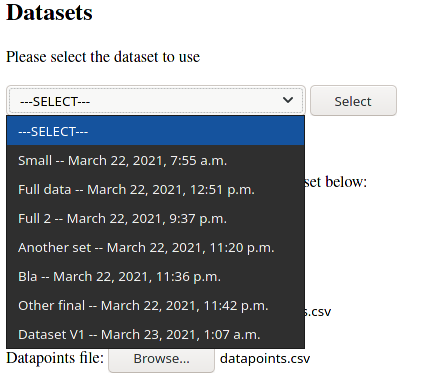 Datasets
Please select the dataset to use
---SELECT--- Select
---SELECT---
Small -- March 22, 2021, 7:55 a.m.
Full data -- March 22, 2021, 12:51 p.m.
set below:
Full 2 -- March 22, 2021, 9:37 p.m.
Another set -- March 22, 2021, 11:20 p.m.
Bla -- March 22, 2021, 11:36 p.m.
Other final -- March 22, 2021, 11:42 p.m.
s.csv
Dataset V1 -- March 23, 2021, 1:07 a.m.
Datapoints file: Browse... datapoints.csv